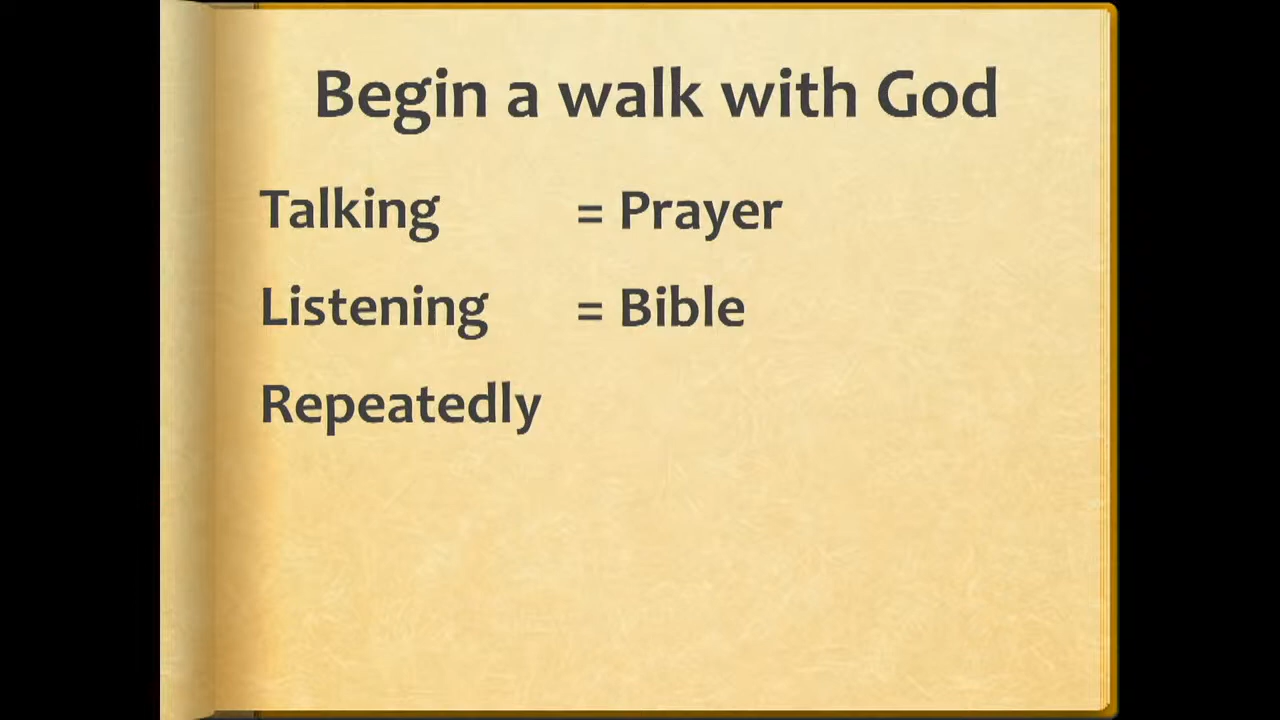 Begin a walk with God
Talking = Prayer
Listening = Bible
Repeatedly